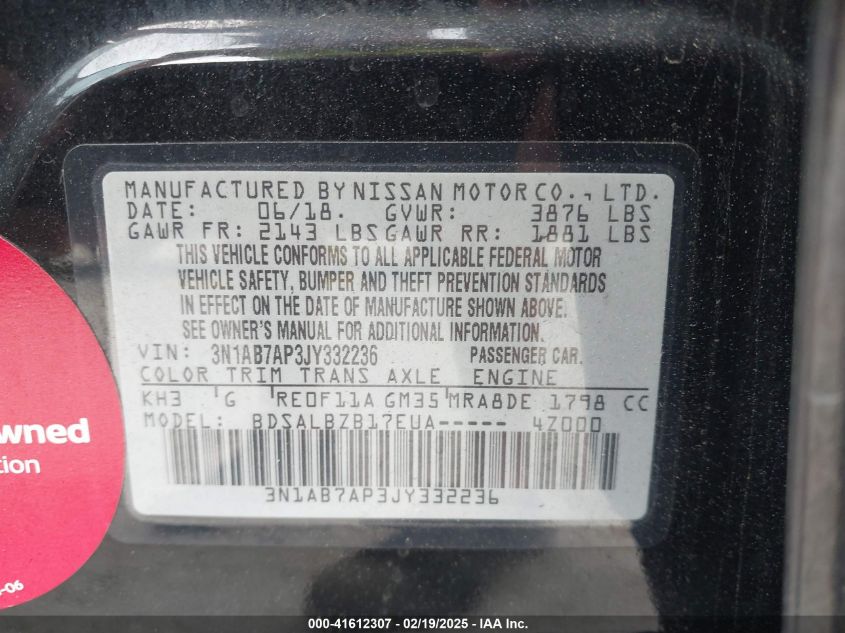 MANUFACTURED BY NISSAN MOTOR CO., LTD.
DATE: 06/18. GVWR: 3876 LBS
GAWR FR: 2143 LBS GAWR RR: 1881 LBS
THIS VEHICLE CONFORMS TO ALL APPLICABLE FEDERAL MOTOR
VEHICLE SAFETY, BUMPER AND THEFT PREVENTION STANDARDS
IN EFFECT ON THE DATE OF MANUFACTURE SHOWN ABOVE.
SEE OWNER'S MANUAL FOR ADDITIONAL INFORMATION.
VIN: 3N1AB7AP3JY332236 PASSENGER CAR.
COLOR TRIM TRANS AXLE ENGINE
KH3 G RE0F11A GM35 MRA8DE 1798 CC
MODEL: BDSALBZB17EUA----- 4Z000
3N1AB7AP3JY332236
wned
tion
-06
000-41612307 - 02/19/2025 - IAA Inc.